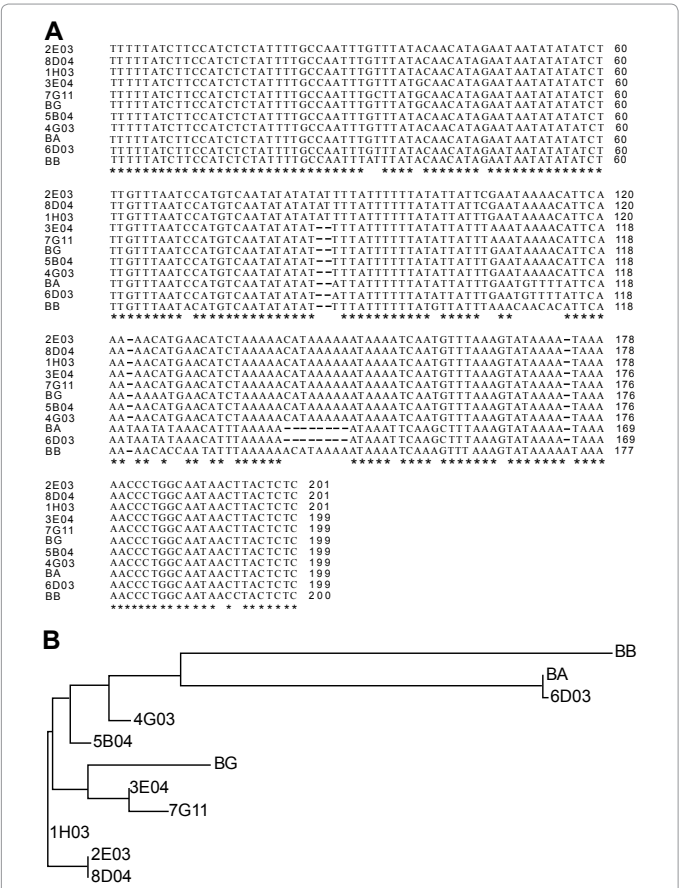 A
2E03 TTTTTATCTTCCATCTCTATTTTGCCAATTTGTTTATACAACATAGAATAATATATATCT 60
8D04 TTTTTATCTTCCATCTCTATTTTGCCAATTTGTTTATACAACATAGAATAATATATATCT 60
1H03 TTTTTATCTTCCATCTCTATTTTGCCAATTTGTTTATACAACATAGAATAATATATATCT 60
3E04 TTTTTATCTTCCATCTCTATTTTGCCAATTTGTTTATGCAACATAGAATAATATATATCT 60
7G11 TTTTTATCTTCCATCTCTATTTTGCCAATTTGCTTATGCAACATAGAATAATATATATCT 60
BG TTTTTATCTTCCATCTCTATTTTGCCAATTTGTTTATGCAACATAGAATAATATATATCT 60
5B04 TTTTTATCTTCCATCTCTATTTTGCCAATTTGTTTATACAACATAGAATAATATATATCT 60
4G03 TTTTTATCTTCCATCTCTATTTTGCCAATTTGTTTATACAACATAGAATAATATATATCT 60
BA TTTTTATCTTCCATCTCTATTTTGCCAATTTGTTTATACAACATAGAATAATATATATCT 60
6D03 TTTTTATCTTCCATCTCTATTTTGCCAATTTGTTTATACAACATAGAATAATATATATCT 60
BB TTTTTATCTTCCATCTCTATTTTGCCAATTTATTTATACAACATAGAATAATATATATCT 60
******************************* **** ******* **************
2E03 TTGTTTAATCCATGTCAATATATATATTTTATTTTTTATATTATTCGAATAAAACATTCA 120
8D04 TTGTTTAATCCATGTCAATATATATATTTTATTTTTTATATTATTCGAATAAAACATTCA 120
1H03 TTGTTTAATCCATGTCAATATATATATTTTATTTTTTATATTATTTGAATAAAACATTCA 120
3E04 TTGTTTAATCCATGTCAATATATAT--TTTATTTTTTATATTATTTAAATAAAACATTCA 118
7G11 TTGTTTAATCCATGTCAATATATAT--TTTATTTTTTATATTATTTAAATAAAACATTCA 118
BG TTGTTTAATCCATGTCAATATATAT--TTTATTTTTTATATTATTTGAATAAAACATTCA 118
5B04 TTGTTTAATCCATGTCAATATATAT--TTTATTTTTTATATTATTTGAATAAAACATTCA 118
4G03 TTGTTTAATCCATGTCAATATATAT--TTTATTTTTTATATTATTTGAATAAAACATTCA 118
BA TTGTTTAATCCATGTCAATATATAT--ATTATTTTTTATATTATTTGAATGTTTTATTCA 118
6D03 TTGTTTAATCCATGTCAATATATAT--ATTATTTTTTATATTATTTGAATGTTTTATTCA 118
BB TTGTTTAATACATGTCAATATATAT--TTTATTTTTTATGTTATTTAAACAACACATTCA 118
********* *************** *********** ***** ** *****
2E03 AA-AACATGAACATCTAAAAACATAAAAAATAAAATCAATGTTTAAAGTATAAAA-TAAA 178
8D04 AA-AACATGAACATCTAAAAACATAAAAAATAAAATCAATGTTTAAAGTATAAAA-TAAA 178
1H03 AA-AACATGAACATCTAAAAACATAAAAAATAAAATCAATGTTTAAAGTATAAAA-TAAA 178
3E04 AA-AACATGAACATCTAAAAACATAAAAAATAAAATCAATGTTTAAAGTATAAAA-TAAA 176
7G11 AA-AACATGAACATCTAAAAACATAAAAAATAAAATCAATGTTTAAAGTATAAAA-TAAA 176
BG AA-AAAATGAACATCTAAAAACATAAAAAATAAAATCAATGTTTAAAGTATAAAA-TAAA 176
5B04 AA-AACATGAACATCTAAAAACATAAAAAATAAAATCAATGTTTAAAGTATAAAA-TAAA 176
4G03 AA-AACATGAACATCTAAAAACATAAAAAATAAAATCAATGTTTAAAGTATAAAA-TAAA 176
BA AATAATATAAACATTTAAAAA--------ATAAATTCAAGCTTTAAAGTATAAAA-TAAA 169
6D03 AATAATATAAACATTTAAAAA--------ATAAATTCAAGCTTTAAAGTATAAAA-TAAA 169
BB AA-AACACCAATATTTAAAAAACATAAAAATAAAATCAAAGTTTAAAGTATAAAAATAAA 177
** ** * ** ** ****** ***** **** ******* ******* ****
2E03 AACCCTGGCAATAACTTACTCTC 201
8D04 AACCCTGGCAATAACTTACTCTC 201
1H03 AACCCTGGCAATAACTTACTCTC 201
3E04 AACCCTGGCAATAACTTACTCTC 199
7G11 AACCCTGGCAATAACTTACTCTC 199
BG AACCCTGGCAATAACTTACTCTC 199
5B04 AACCCTGGCAATAACTTACTCTC 199
4G03 AACCCTGGCAATAACTTACTCTC 199
BA AACCCTGGCAATAACTTACTCTC 199
6D03 AACCCTGGCAATAACTTACTCTC 199
BB AACCCTGGCAATAACCTACTCTC 200
*************** * *******
B
BB
BA
6D03
4G03
5B04
BG
3E04
7G11
1H03
2E03
8D04